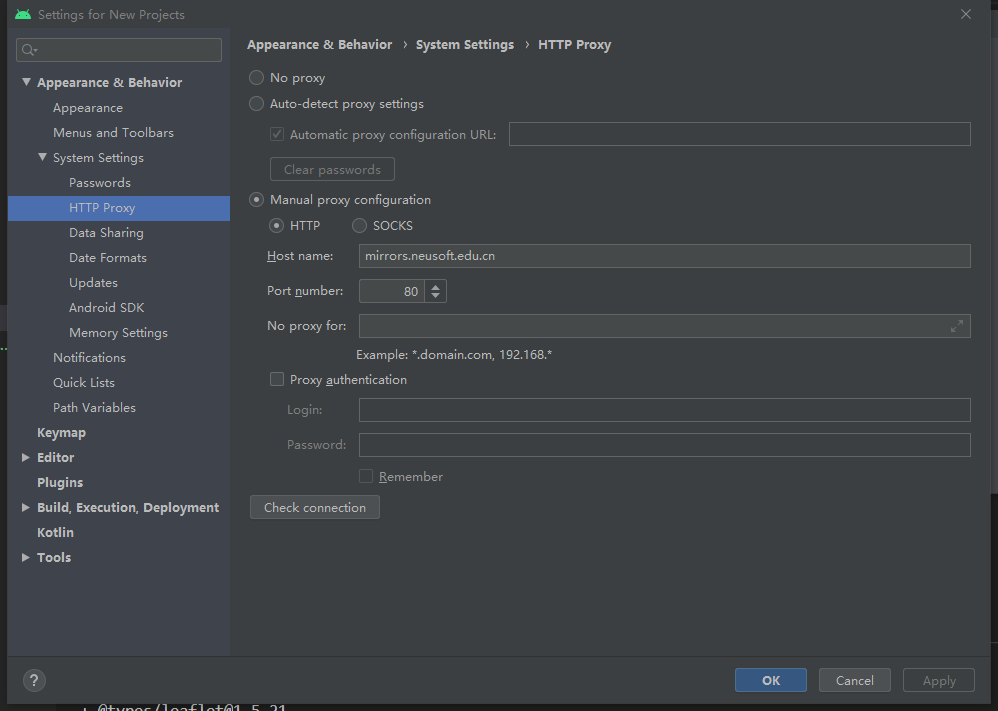 Settings for New Projects
Appearance & Behavior
Appearance
Menus and Toolbars
System Settings
Passwords
HTTP Proxy
Data Sharing
Date Formats
Updates
Android SDK
Memory Settings
Notifications
Quick Lists
Path Variables
Keymap
Editor
Plugins
Build, Execution, Deployment
Kotlin
Tools
Appearance & Behavior › System Settings › HTTP Proxy
No proxy
Auto-detect proxy settings
Automatic proxy configuration URL:
Clear passwords
Manual proxy configuration
HTTP SOCKS
Host name: mirrors.neusoft.edu.cn
Port number: 80
No proxy for:
Example: *.domain.com, 192.168.*
Proxy authentication
Login:
Password:
Remember
Check connection
? OK Cancel Apply
@types/leaflet@1.5.21